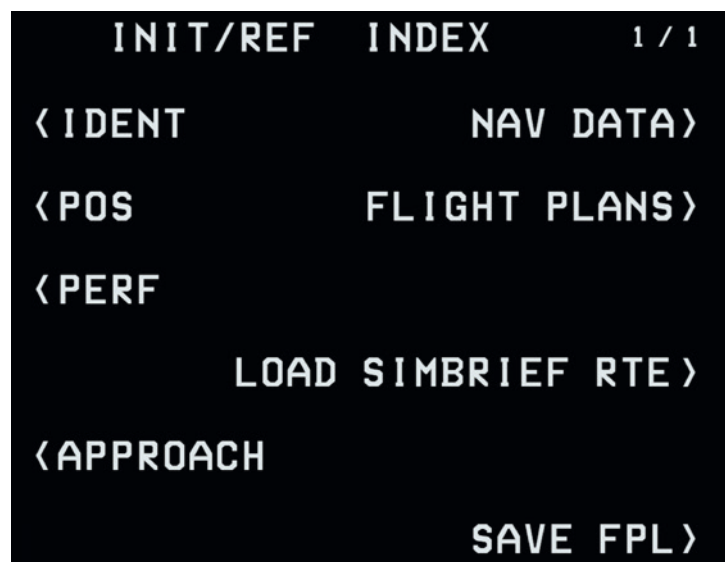 INIT/REF INDEX 1/1
<IDENT NAV DATA>
<POS FLIGHT PLANS>
<PERF
LOAD SIMBRIEF RTE>
<APPROACH
SAVE FPL>